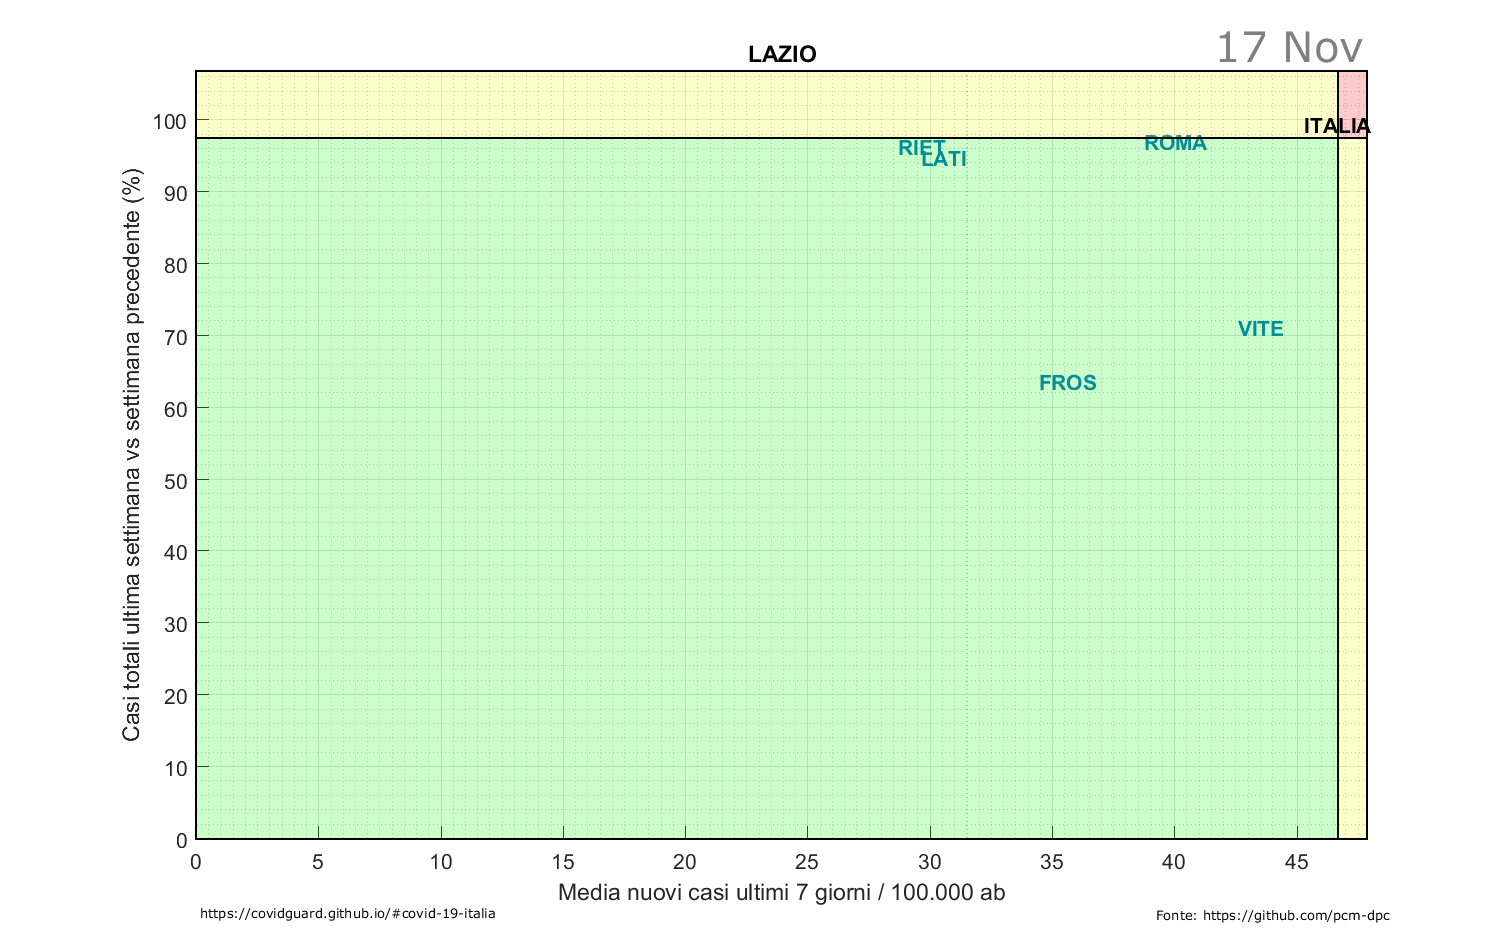 17 Nov
LAZIO
100
90
80
70
60
50
40
30
20
10
0
Casi totali ultima settimana vs settimana precedente (%)
ITALIA
ROMA
RIET
LATI
VITE
FROS
0 5 10 15 20 25 30 35 40 45
Media nuovi casi ultimi 7 giorni / 100.000 ab
https://covidguard.github.io/#covid-19-italia
Fonte: https://github.com/pcm-dpc